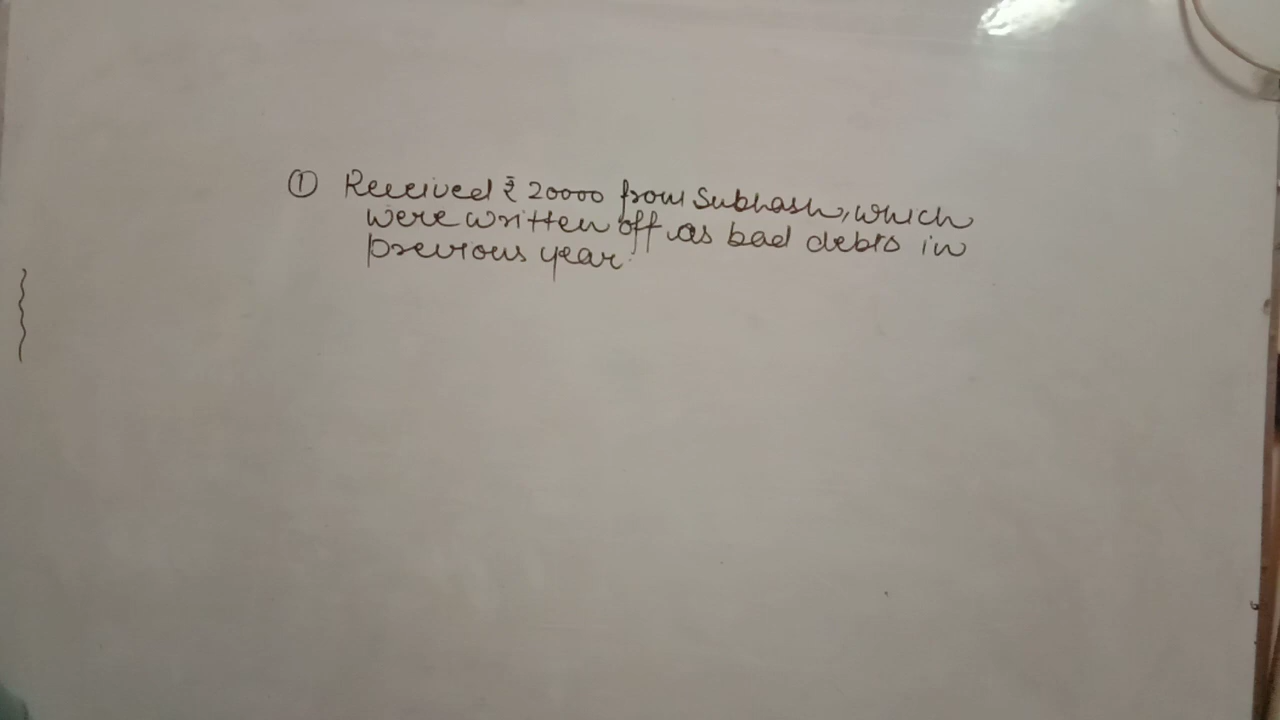 ① Received ₹ 20000 from Subhash, which
were written off as bad debts in
previous year.